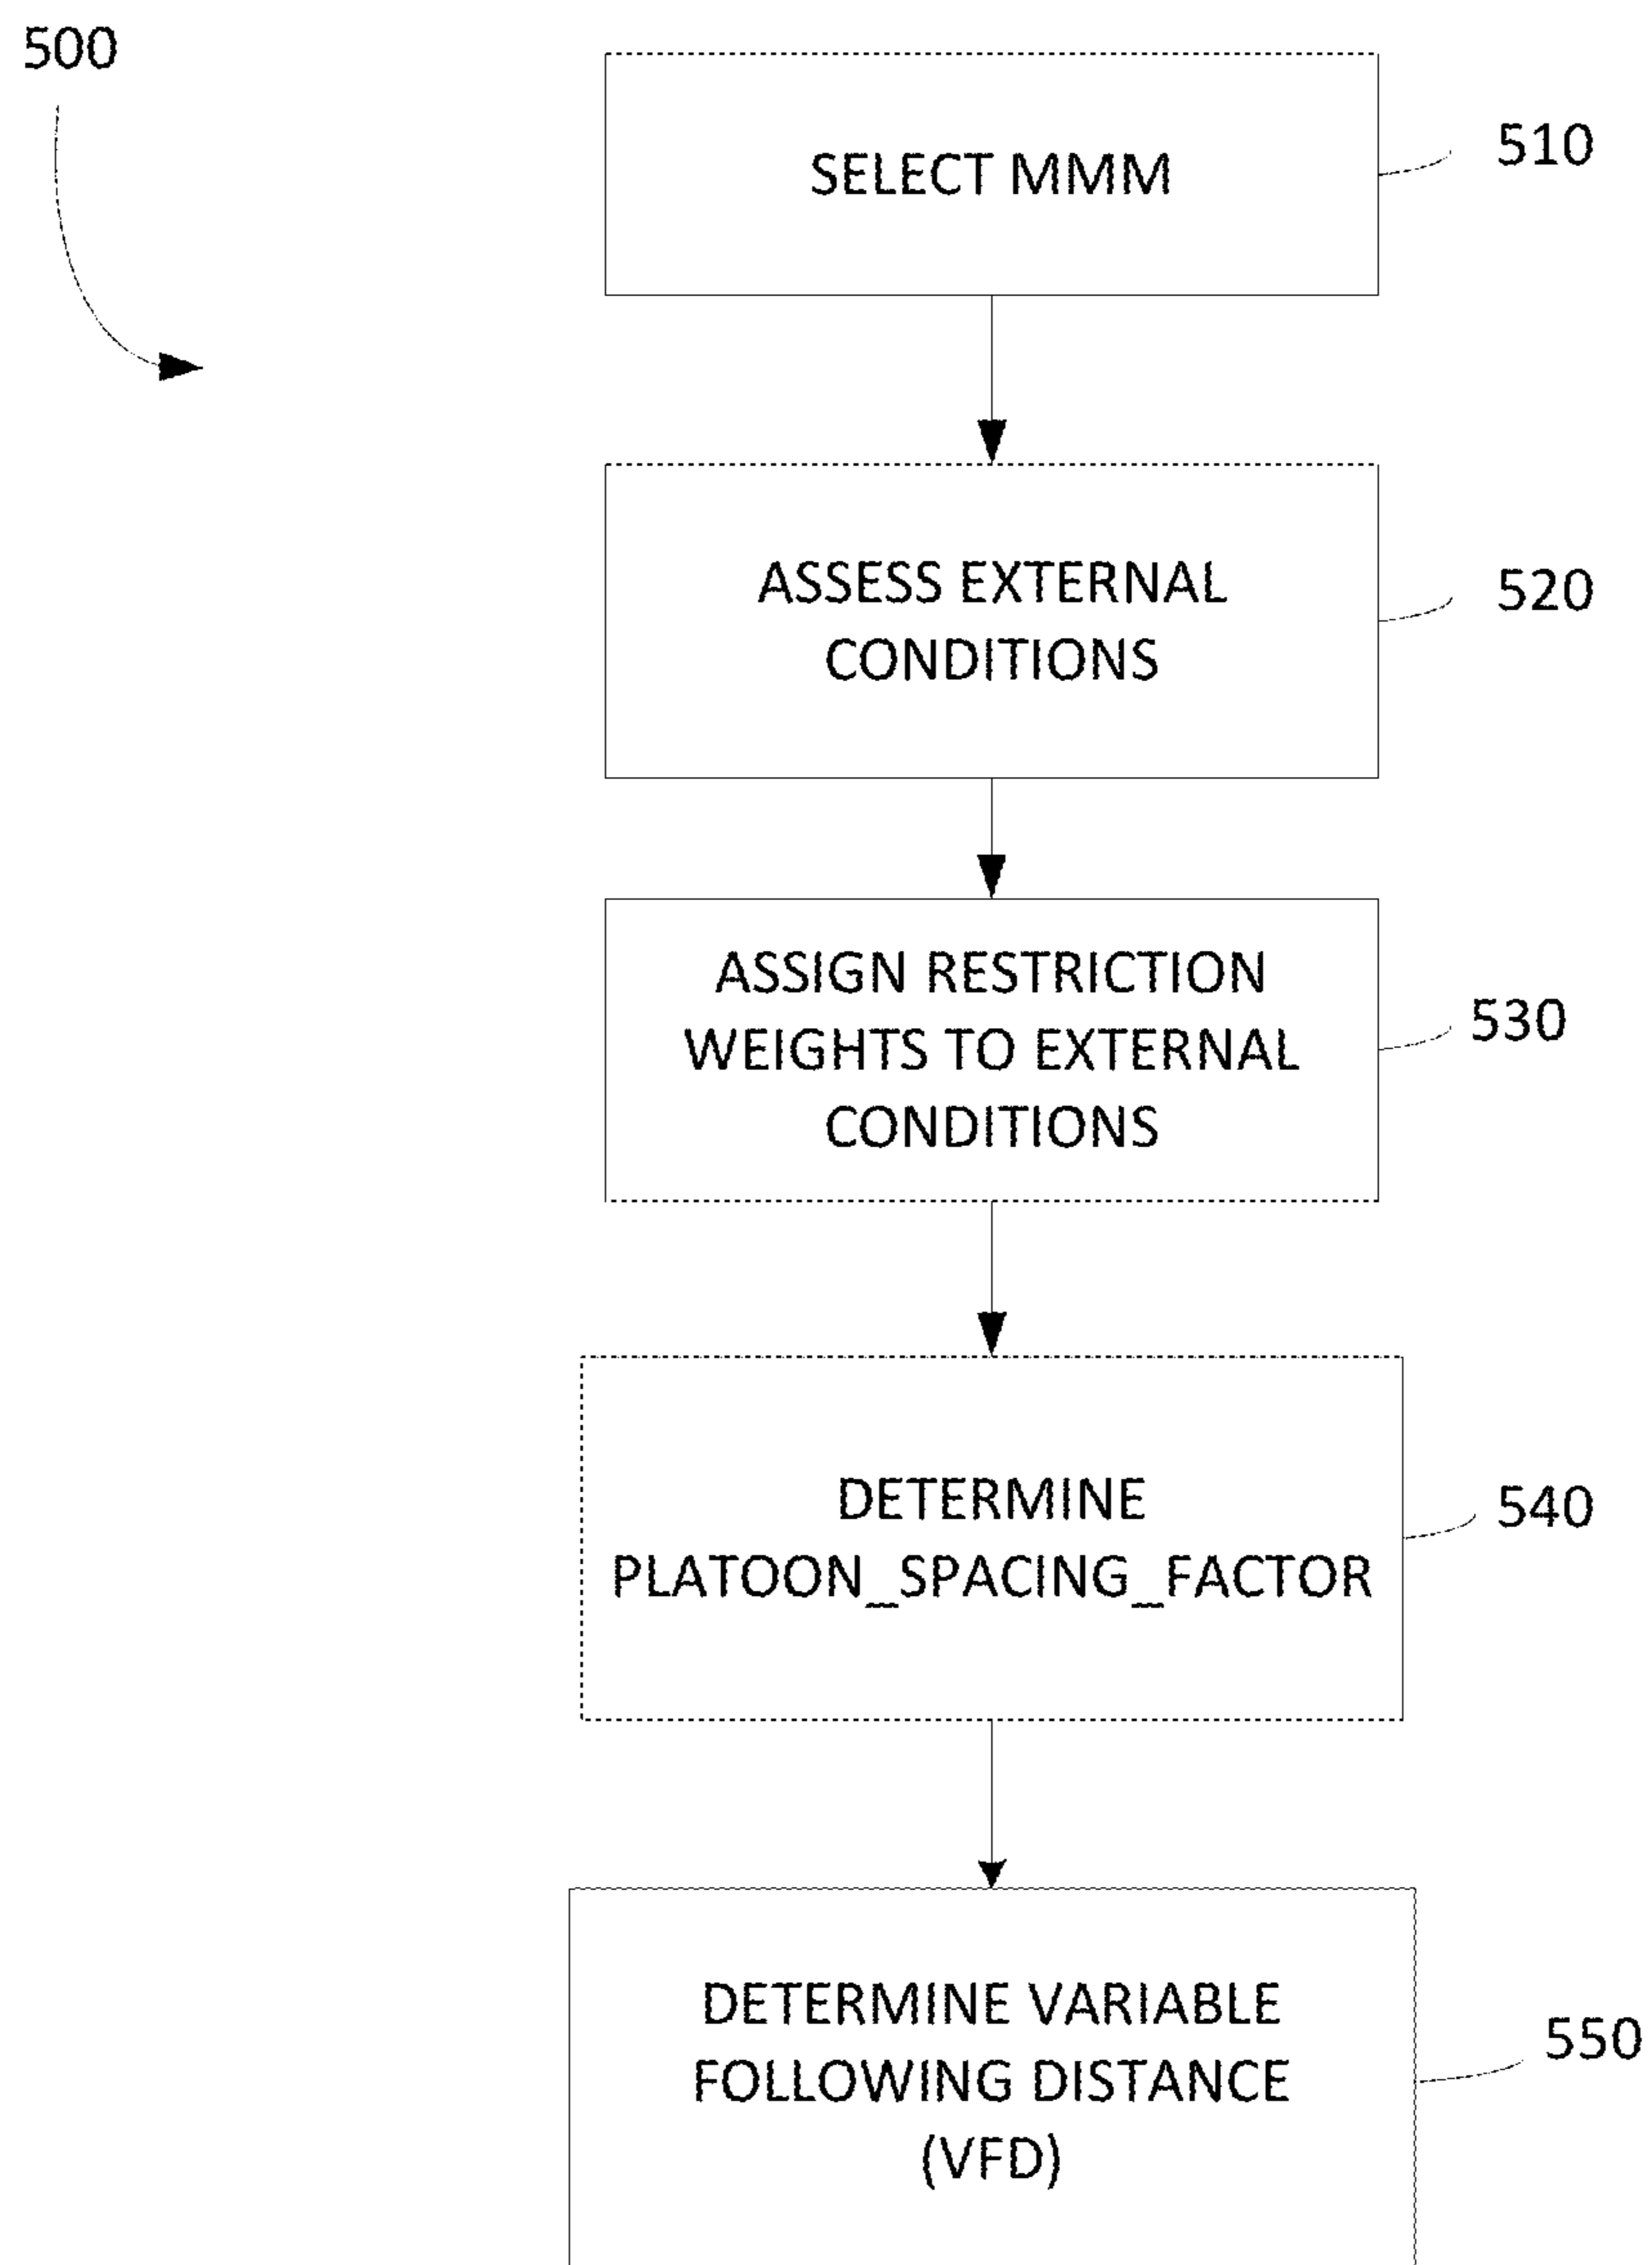 500
SELECT MMM
510
ASSESS EXTERNAL
CONDITIONS
520
ASSIGN RESTRICTION
WEIGHTS TO EXTERNAL
CONDITIONS
530
DETERMINE
PLATOON_SPACING_FACTOR
540
DETERMINE VARIABLE
FOLLOWING DISTANCE
(VFD)
550